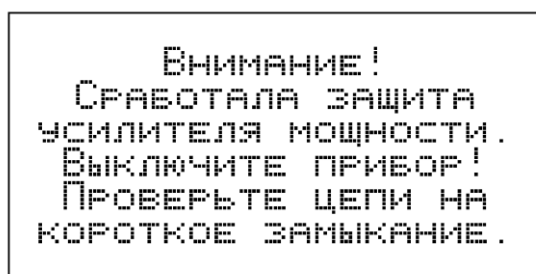 Внимание!
Сработала защита
усилителя мощности.
Выключите прибор!
Проверьте цепи на
короткое замыкание.